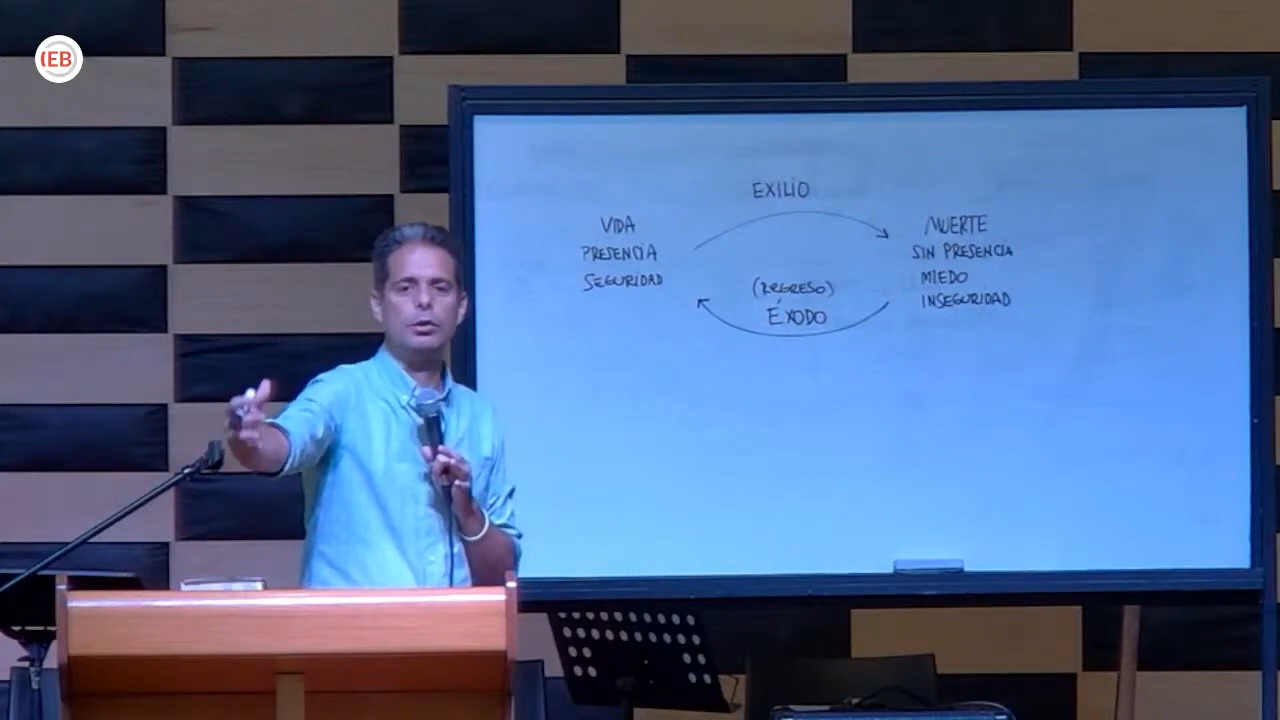 IEB
EXILIO
VIDA
PRESENCIA
SEGURIDAD
MUERTE
SIN PRESENCIA
MIEDO
INSEGURIDAD
(REGRESO)
ÉXODO